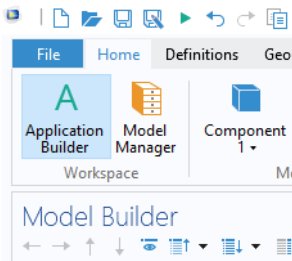 File Home Definitions Geo
A
Application Model Component
Builder Manager 1
Workspace M
Model Builder